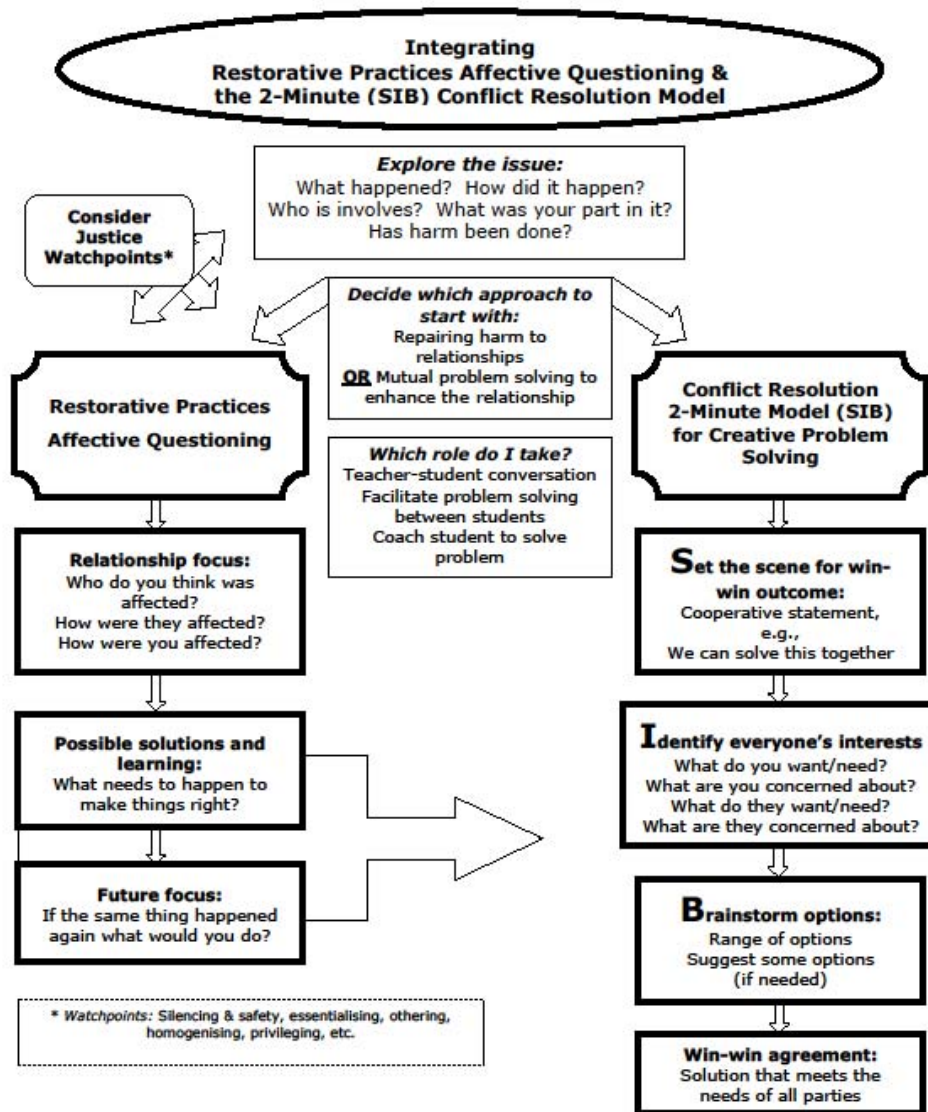 Integrating
Restorative Practices Affective Questioning &
the 2-Minute (SIB) Conflict Resolution Model
Explore the issue:
What happened? How did it happen?
Who is involves? What was your part in it?
Has harm been done?
Consider
Justice
Watchpoints*
Decide which approach to
start with:
Repairing harm to
relationships
OR Mutual problem solving to
enhance the relationship
Restorative Practices
Affective Questioning
Conflict Resolution
2-Minute Model (SIB)
for Creative Problem
Solving
Which role do I take?
Teacher-student conversation
Facilitate problem solving
between students
Coach student to solve
problem
Relationship focus:
Who do you think was
affected?
How were they affected?
How were you affected?
Possible solutions and
learning:
What needs to happen to
make things right?
Future focus:
If the same thing happened
again what would you do?
Set the scene for win-
win outcome:
Cooperative statement,
e.g.,
We can solve this together
Identify everyone's interests
What do you want/need?
What are you concerned about?
What do they want/need?
What are they concerned about?
Brainstorm options:
Range of options
Suggest some options
(if needed)
Win-win agreement:
Solution that meets the
needs of all parties
* Watchpoints: Silencing & safety, essentialising, othering,
homogenising, privileging, etc.